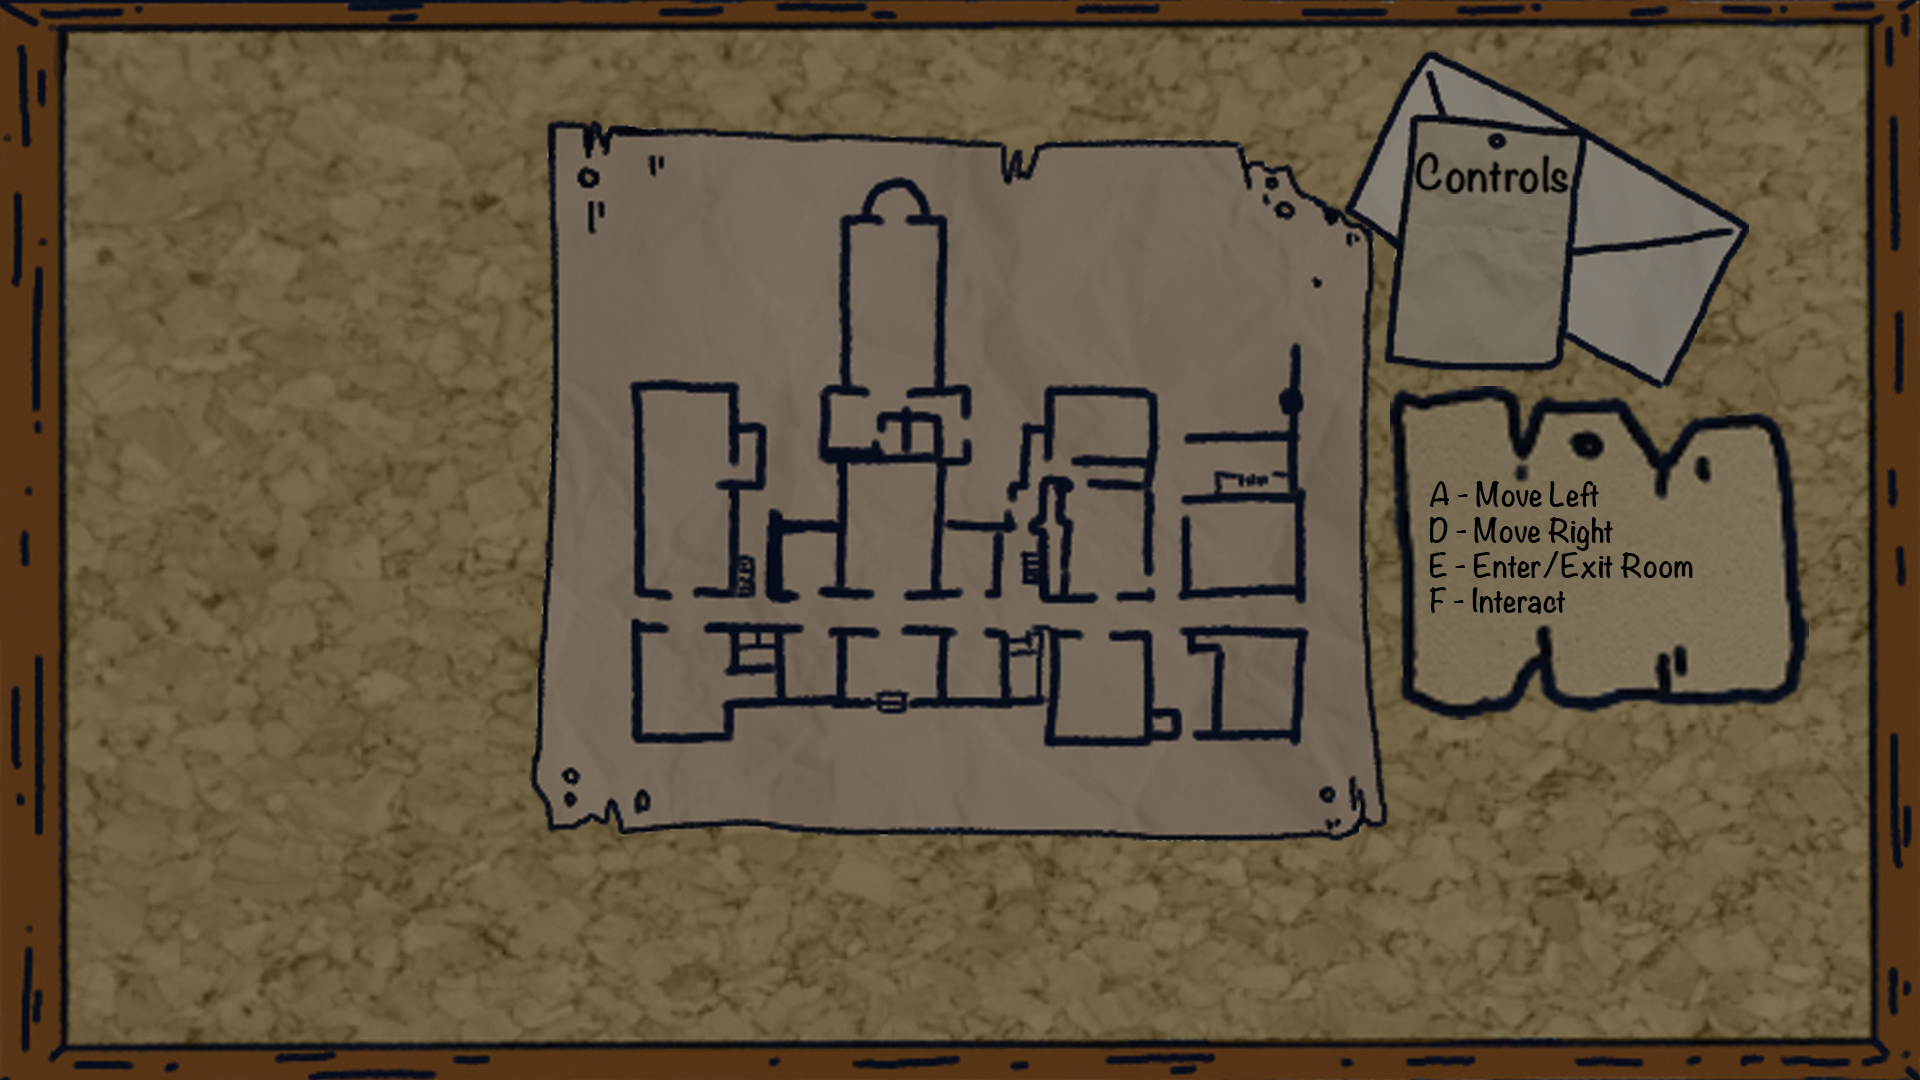 Controls
A - Move Left
D - Move Right
E - Enter/Exit Room
F - Interact